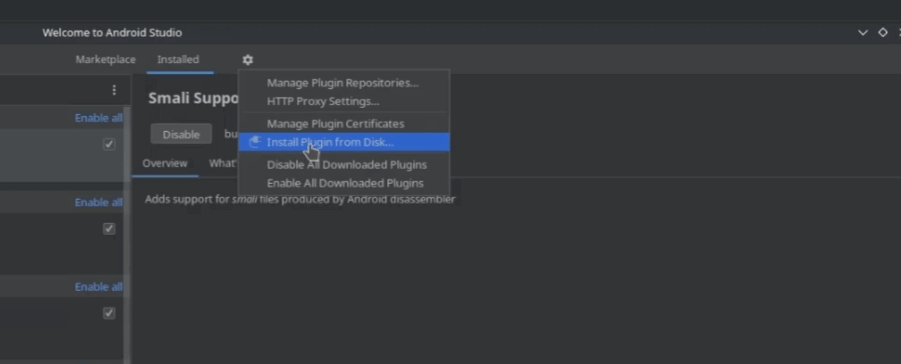 Welcome to Android Studio
Marketplace Installed
Manage Plugin Repositories...
HTTP Proxy Settings...
Manage Plugin Certificates
Install Plugin from Disk...
Disable All Downloaded Plugins
Enable All Downloaded Plugins
Enable all
Smali Suppo
Disable bu
Overview What'
Enable all
Adds support for smali files produced by Android disassembler
Enable all